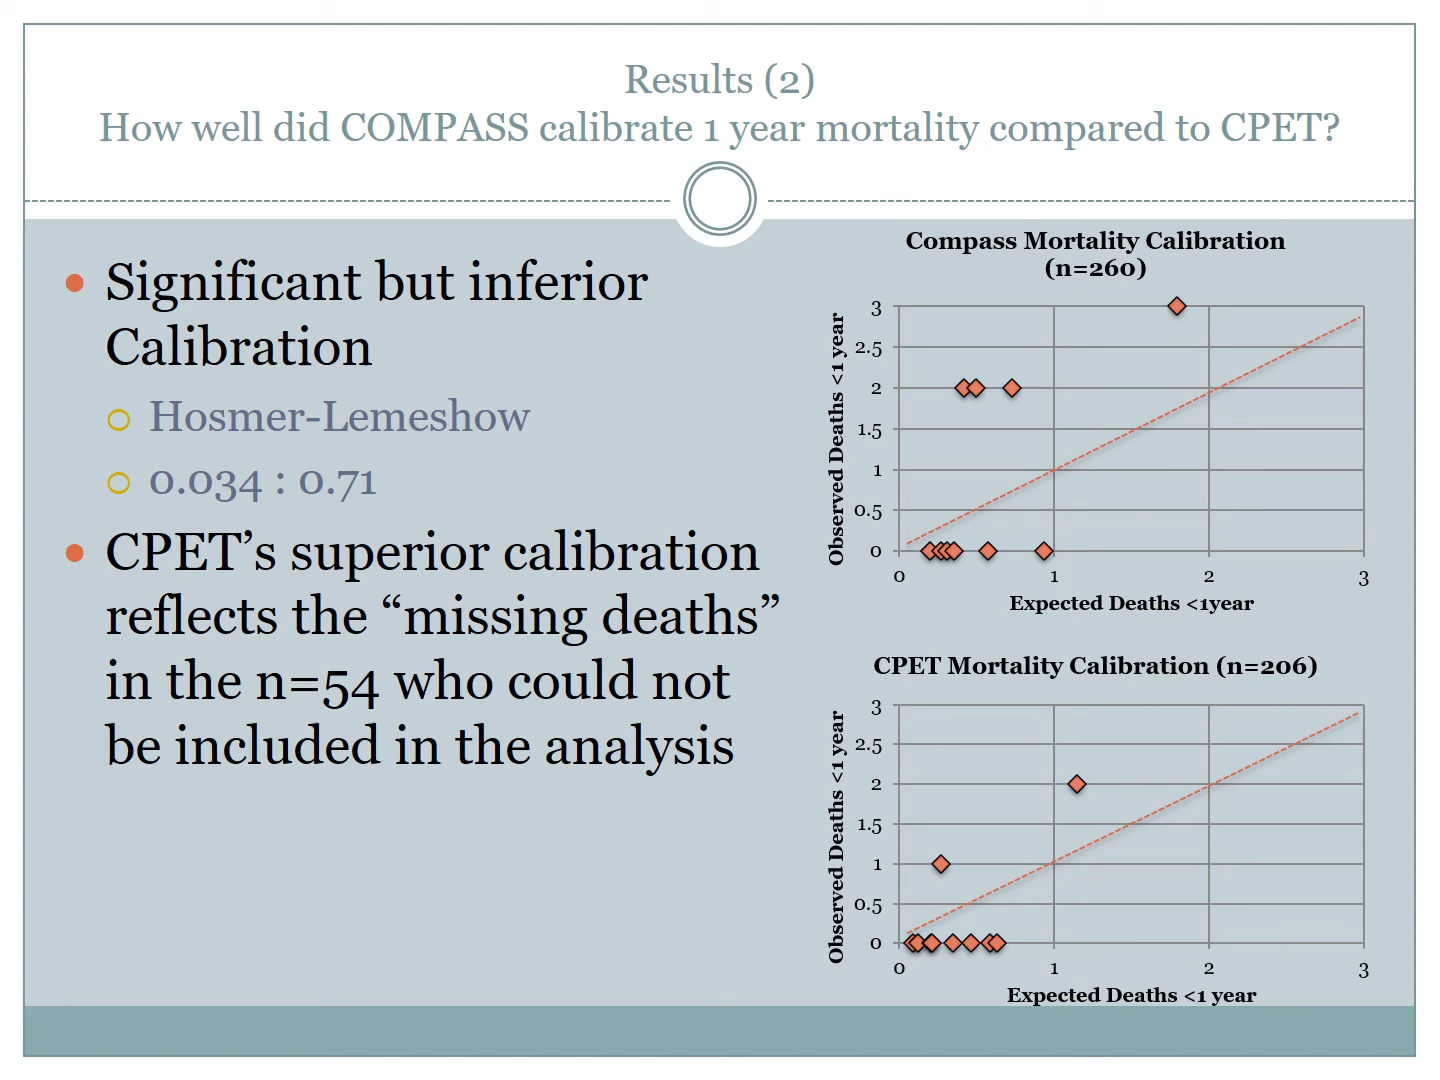 Results (2)
How well did COMPASS calibrate 1 year mortality compared to CPET?
Significant but inferior
Calibration
Hosmer-Lemeshow
0.034 : 0.71
CPET’s superior calibration
reflects the “missing deaths”
in the n=54 who could not
be included in the analysis
Compass Mortality Calibration
(n=260)
Observed Deaths <1 year
3
2.5
2
1.5
1
0.5
0
0 1 2 3
Expected Deaths <1year
CPET Mortality Calibration (n=206)
Observed Deaths <1 year
3
2.5
2
1.5
1
0.5
0
0 1 2 3
Expected Deaths <1 year